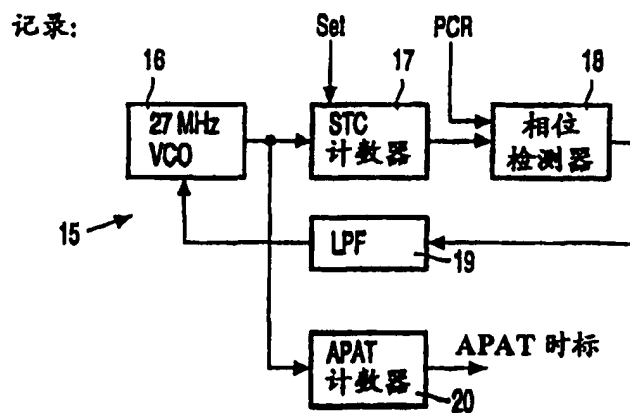 记录:
Set
PCR
16
17
18
27 MHz
VCO
STC
计数器
相位
检测器
15
LPF
19
APAT
计数器
APAT 时标
20